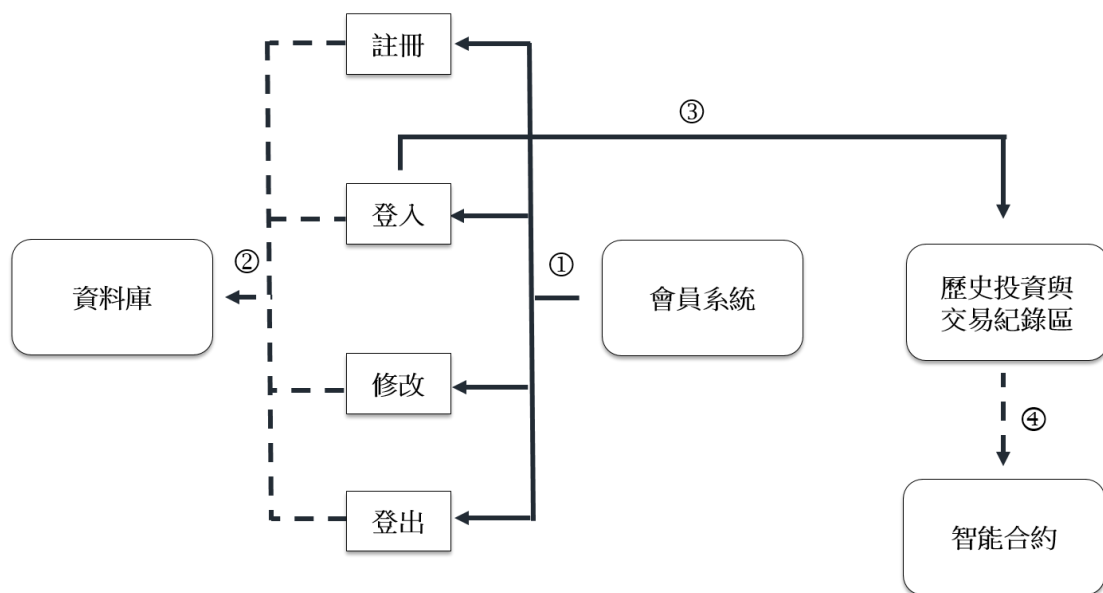 註冊
③
登入
②
①
資料庫
會員系統
歷史投資與
交易紀錄區
修改
④
登出
智能合約